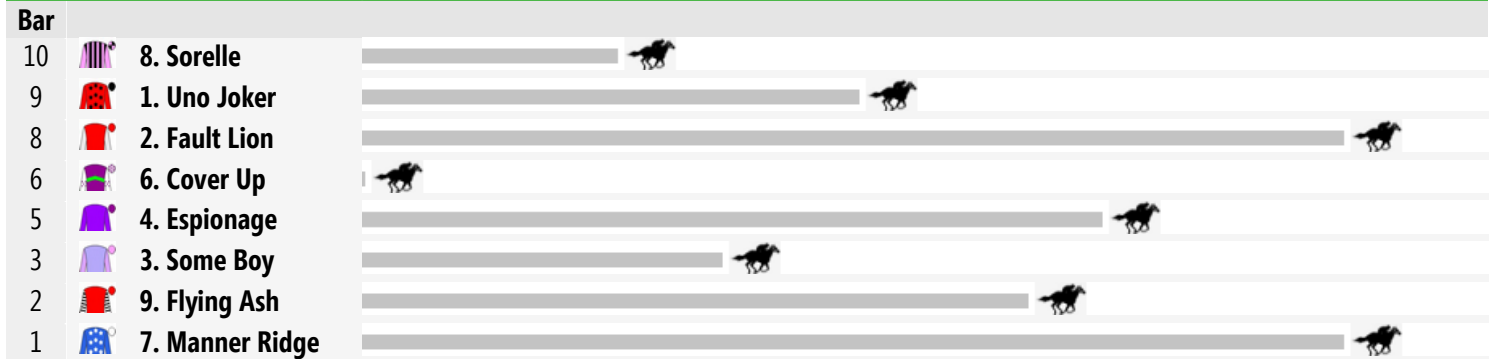 Bar
10 8. Sorelle
9 1. Uno Joker
8 2. Fault Lion
6 6. Cover Up
5 4. Espionage
3 3. Some Boy
2 9. Flying Ash
1 7. Manner Ridge